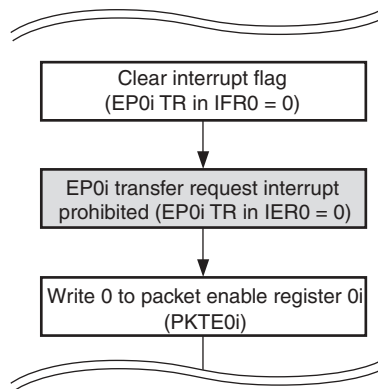 Clear interrupt flag
(EP0i TR in IFR0 = 0)
EP0i transfer request interrupt
prohibited (EP0i TR in IER0 = 0)
Write 0 to packet enable register 0i
(PKTE0i)